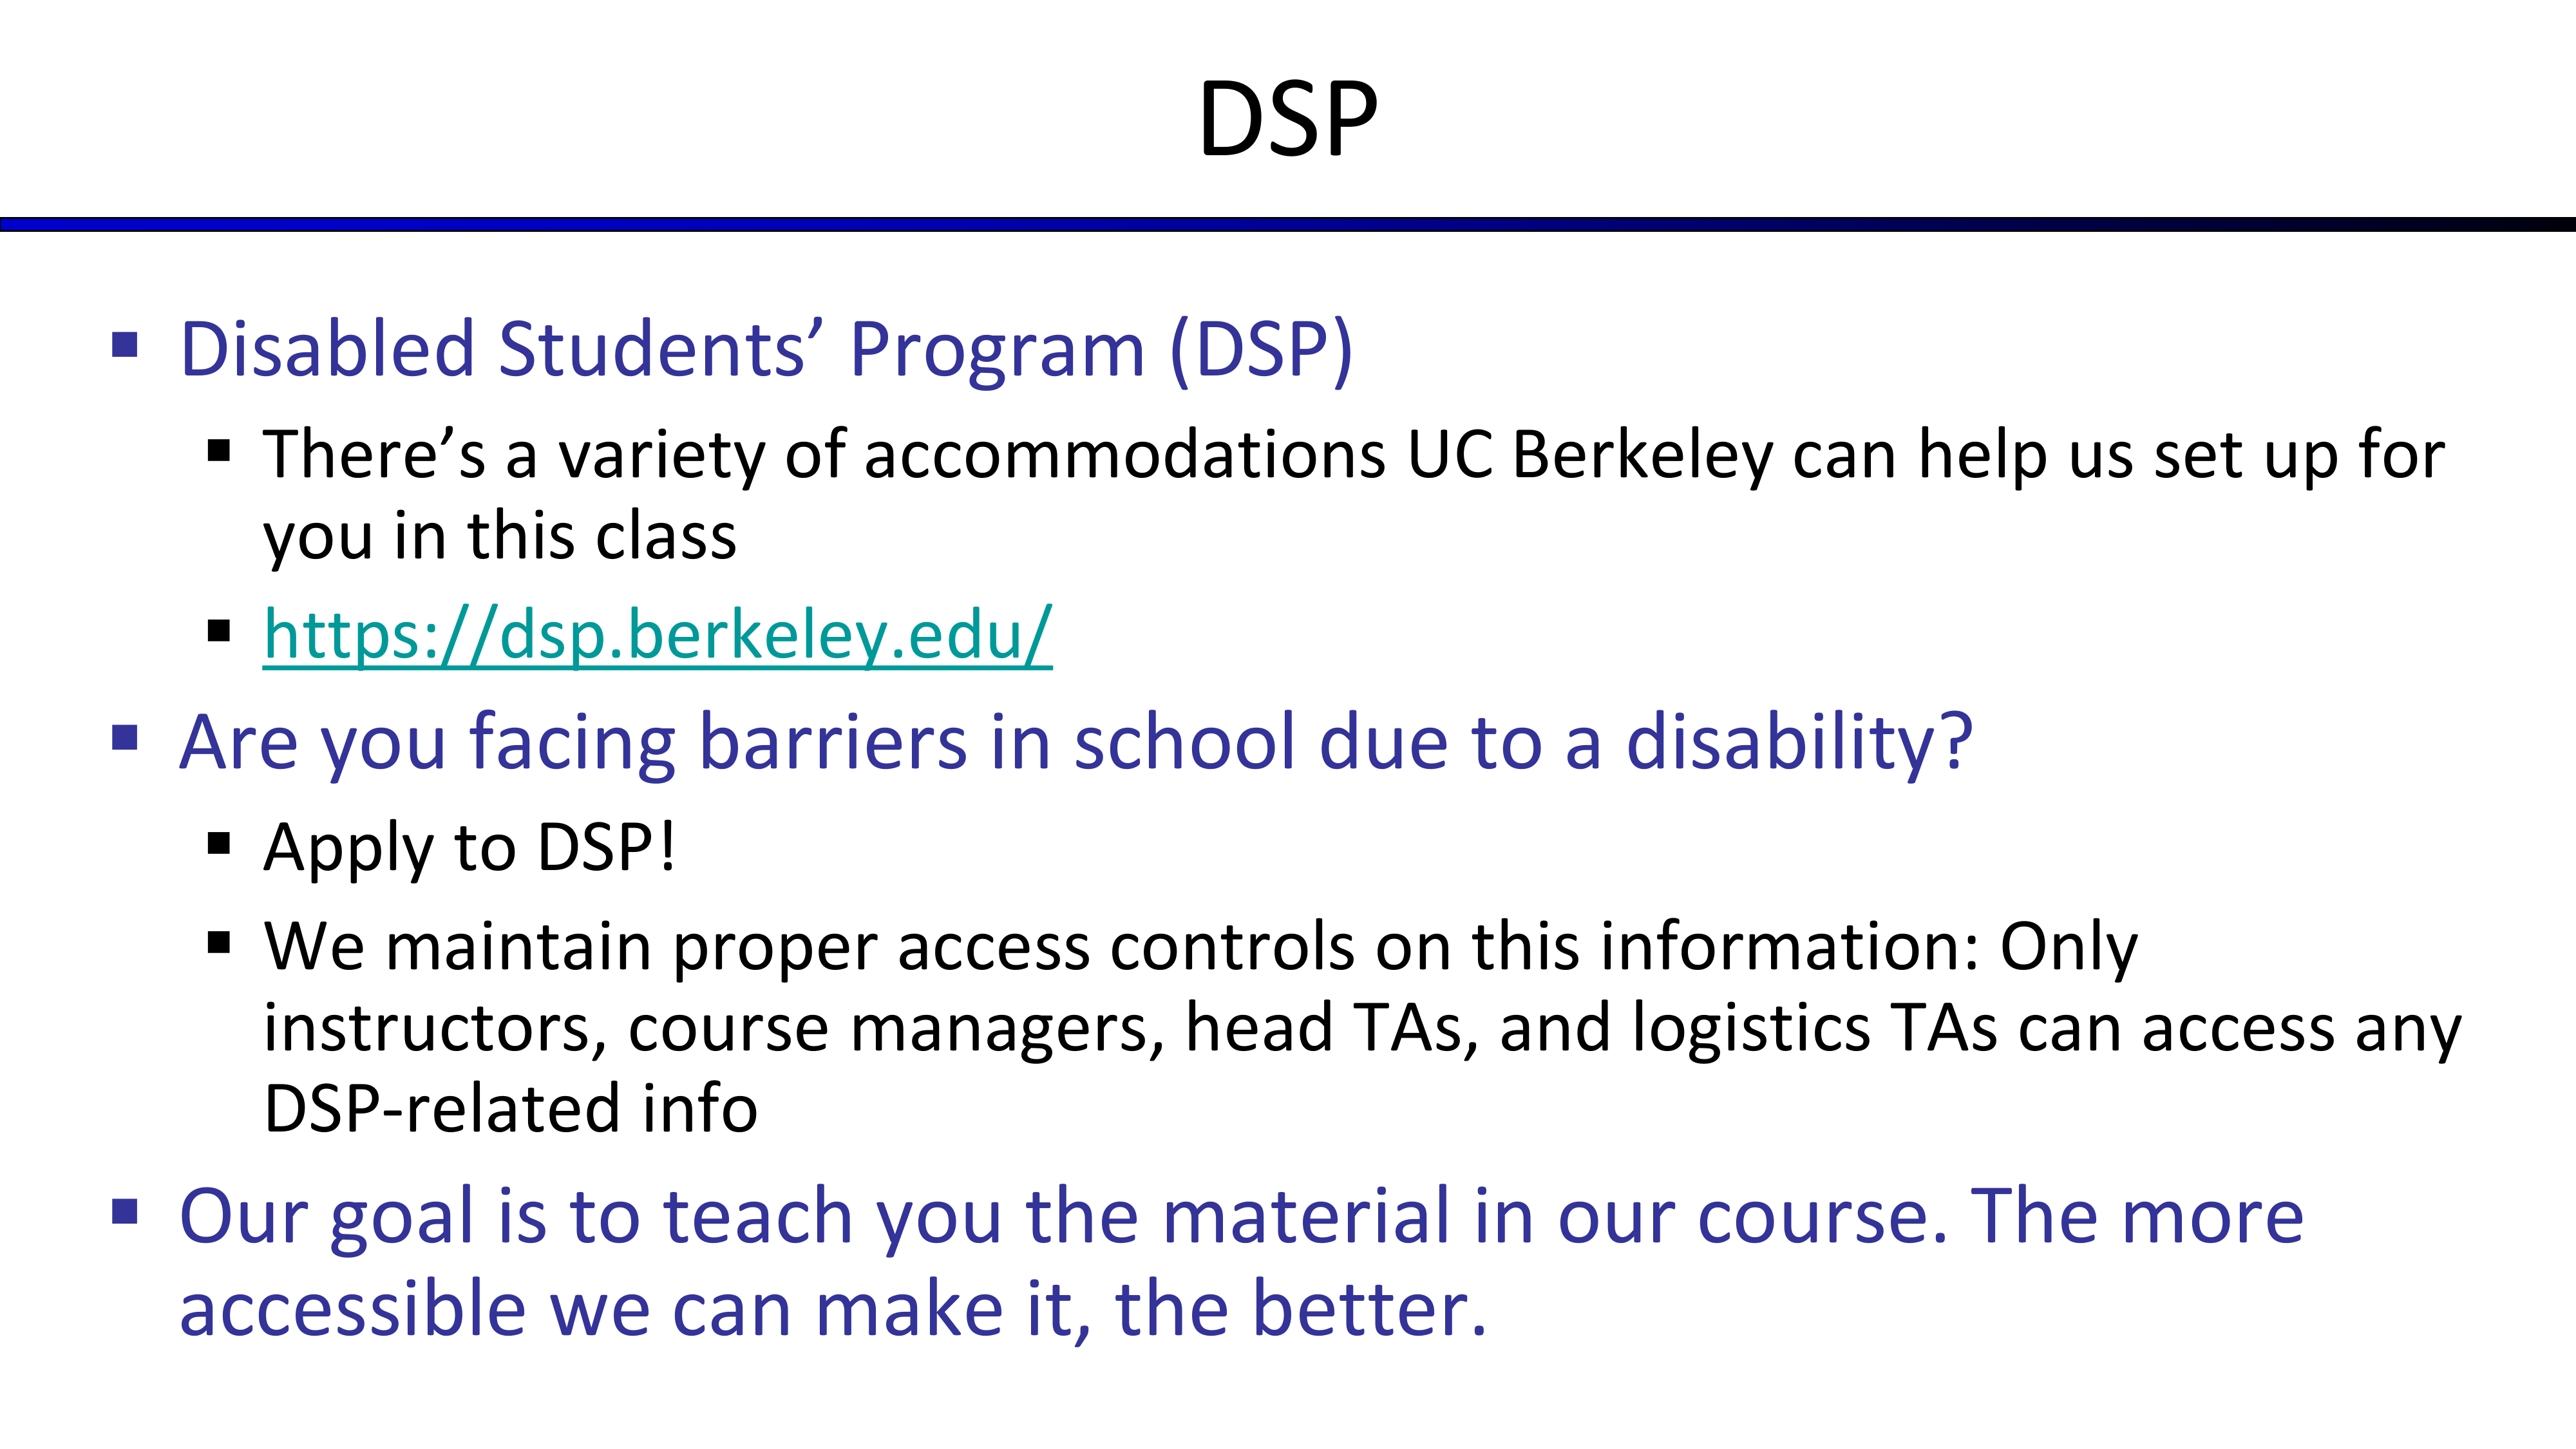 DSP
Disabled Students’ Program (DSP)
There’s a variety of accommodations UC Berkeley can help us set up for
you in this class
https://dsp.berkeley.edu/
Are you facing barriers in school due to a disability?
Apply to DSP!
We maintain proper access controls on this information: Only
instructors, course managers, head TAs, and logistics TAs can access any
DSP-related info
Our goal is to teach you the material in our course. The more
accessible we can make it, the better.